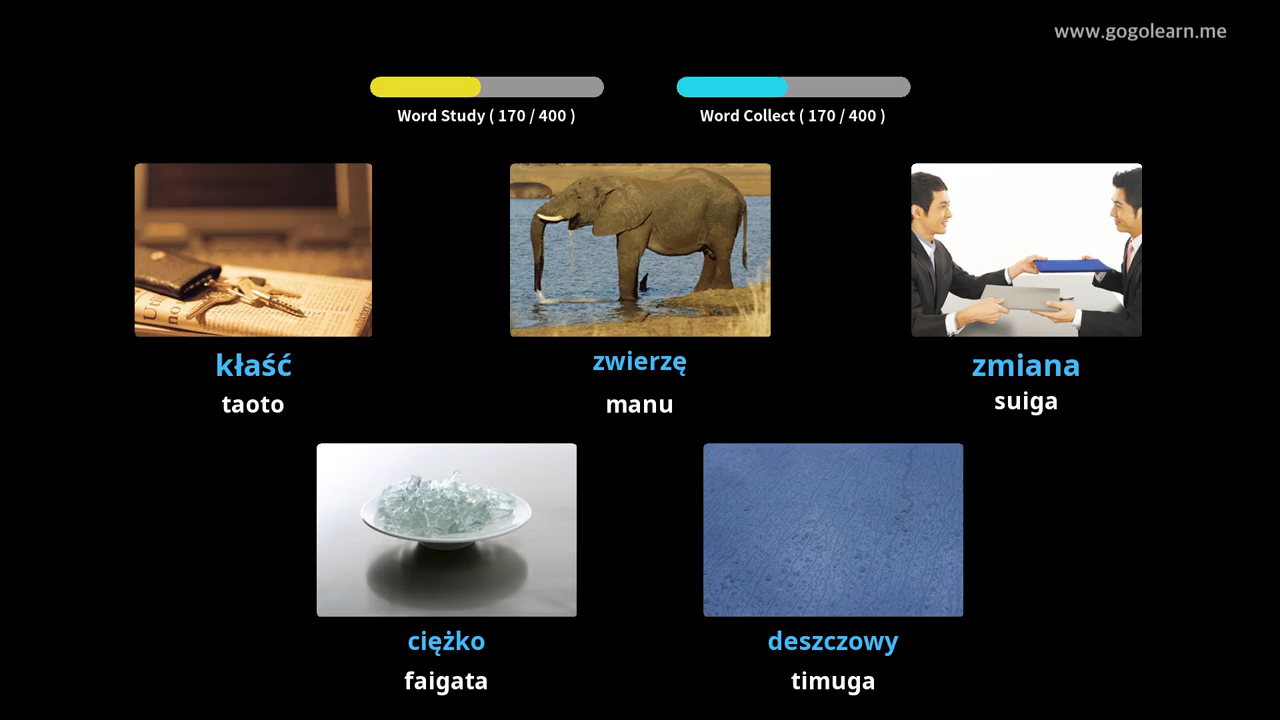 www.gogolearn.me
Word Study ( 170 / 400 )
Word Collect ( 170 / 400 )
kłaść
taoto
zwierzę
manu
zmiana
suiga
ciężko
faigata
deszczowy
timuga